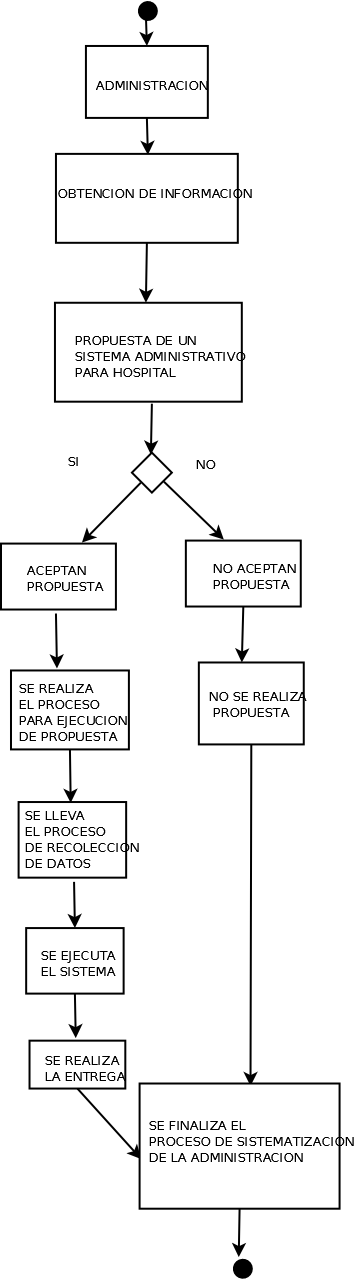 ADMINISTRACION
OBTENCION DE INFORMACION
PROPUESTA DE UN
SISTEMA ADMINISTRATIVO
PARA HOSPITAL
SI
NO
ACEPTAN
PROPUESTA
NO ACEPTAN
PROPUESTA
SE REALIZA
EL PROCESO
PARA EJECUCION
DE PROPUESTA
NO SE REALIZA
PROPUESTA
SE LLEVA
EL PROCESO
DE RECOLECCION
DE DATOS
SE EJECUTA
EL SISTEMA
SE REALIZA
LA ENTREGA
SE FINALIZA EL
PROCESO DE SISTEMATIZACION
DE LA ADMINISTRACION